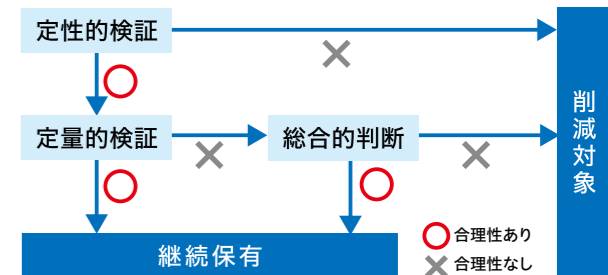 定性的検証
定量的検証
総合的判断
削減対象
継続保有
合理性あり
合理性なし